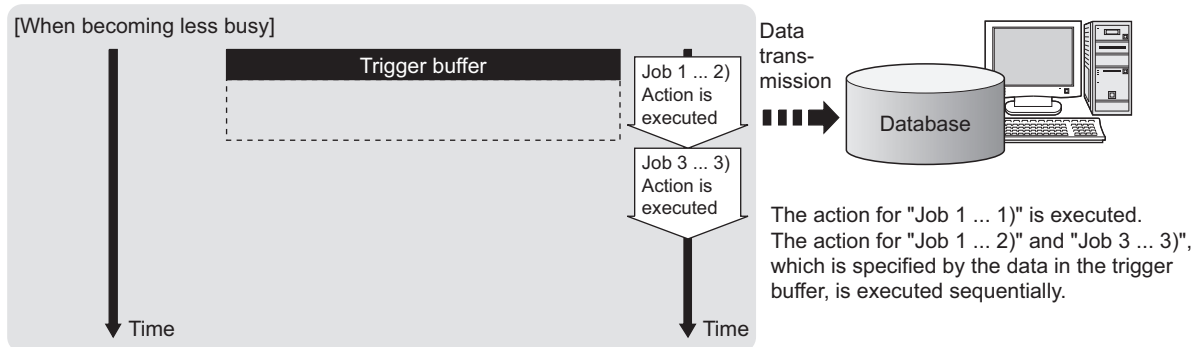 [When becoming less busy]
Trigger buffer
Job 1 ... 2)
Action is
executed
Job 3 ... 3)
Action is
executed
Time
Time
Data
trans-
mission
Database
The action for "Job 1 ... 1)" is executed.
The action for "Job 1 ... 2)" and "Job 3 ... 3)",
which is specified by the data in the trigger
buffer, is executed sequentially.